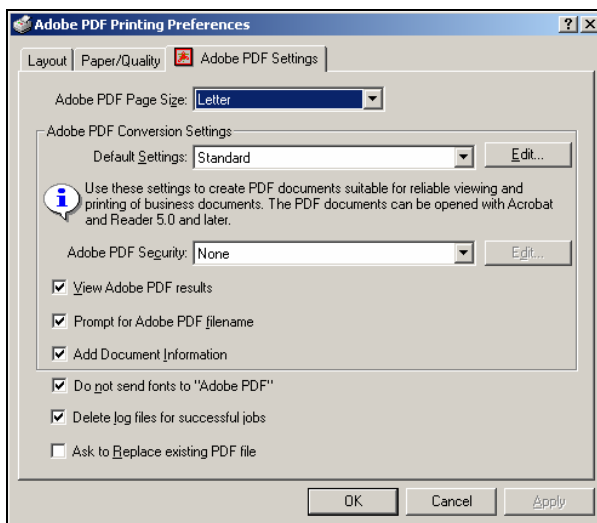 Adobe PDF Printing Preferences
Layout Paper/Quality Adobe PDF Settings
Adobe PDF Page Size: Letter
Adobe PDF Conversion Settings
Default Settings: Standard Edit...
Use these settings to create PDF documents suitable for reliable viewing and
printing of business documents. The PDF documents can be opened with Acrobat
and Reader 5.0 and later.
Adobe PDF Security: None Edit...
View Adobe PDF results
Prompt for Adobe PDF filename
Add Document Information
Do not send fonts to "Adobe PDF"
Delete log files for successful jobs
Ask to Replace existing PDF file
OK Cancel Apply